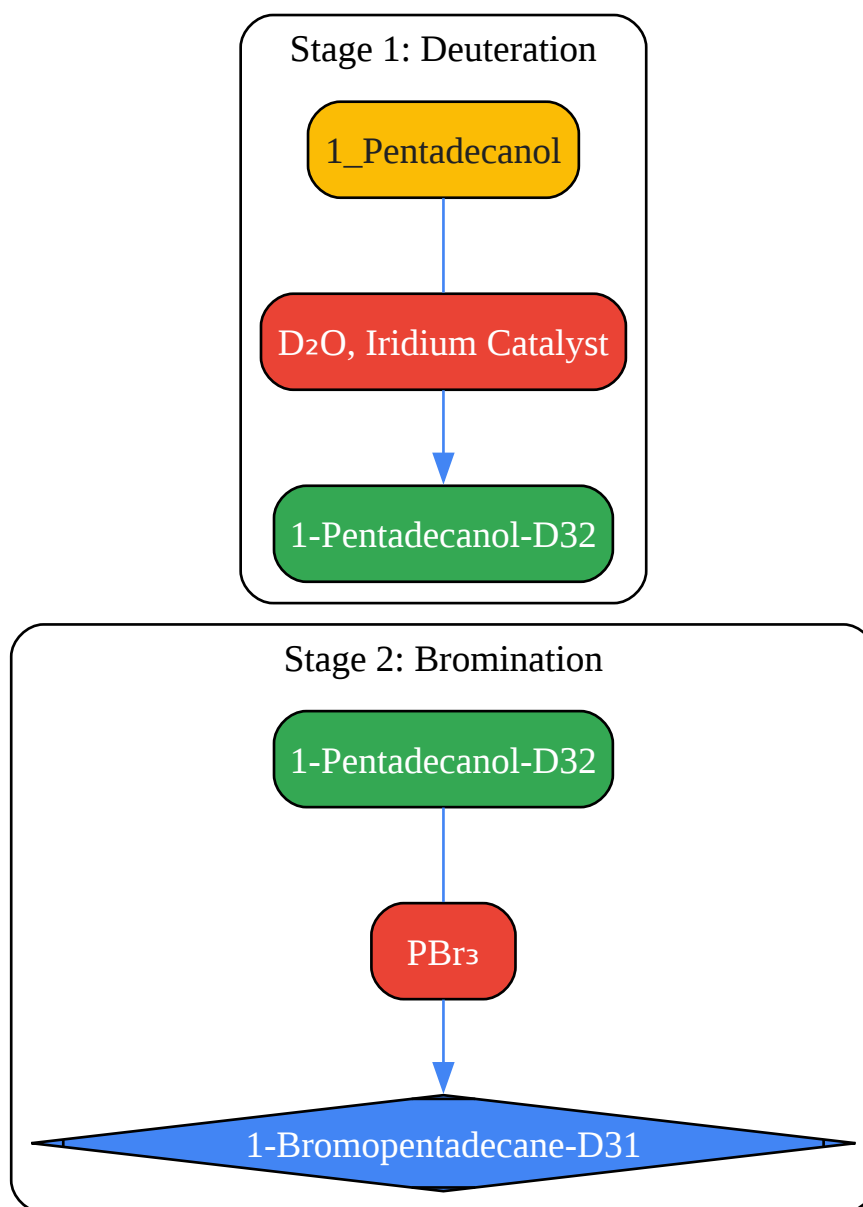 Stage 1: Deuteration
1_Pentadecanol
D₂O, Iridium Catalyst
1-Pentadecanol-D32
Stage 2: Bromination
1-Pentadecanol-D32
PBr₃
1-Bromopentadecane-D31